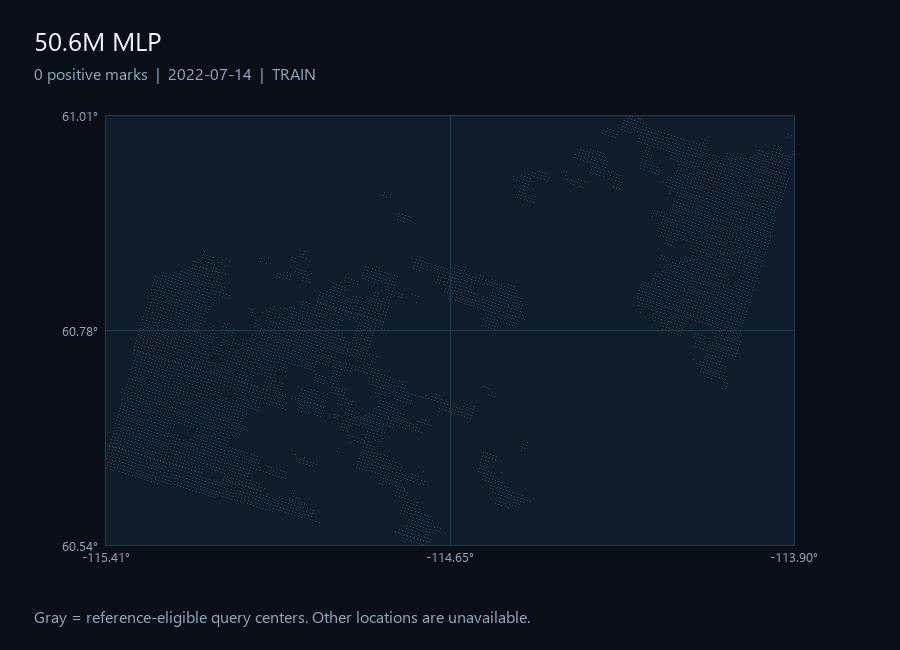 50.6M MLP
0 positive marks | 2022-07-14 | TRAIN
61.01°
60.78°
60.54°
-115.41°
-114.65°
-113.90°
Gray = reference-eligible query centers. Other locations are unavailable.